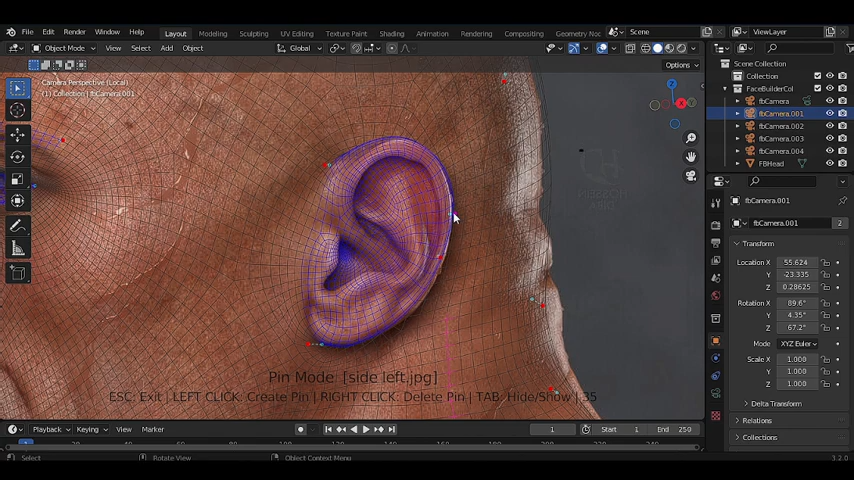 File Edit Render Window Help Layout Modeling Sculpting UV Editing Texture Paint Shading Animation Rendering Compositing Geometry No Scene ViewLayer
Object Mode View Select Add Object Global
Options
Camera Perspective (Local)
(1) Collection | fbCamera.001
Scene Collection
Collection
FaceBuilderCol
fbCamera
fbCamera.001
fbCamera.002
fbCamera.003
fbCamera.004
FBHead
fbCamera.001
fbCamera.001 2
Transform
Location X 55.624
Y -23.335
Z 0.28625
Rotation X 89.6°
Y 4.35°
Z 67.2°
Mode XYZ Euler
Scale X 1.000
Y 1.000
Z 1.000
Delta Transform
Relations
Collections
Pin Mode: [side left.jpg]
ESC: Exit | LEFT CLICK: Create Pin | RIGHT CLICK: Delete Pin | TAB: Hide/Show | 35
Playback Keying View Marker 1 Start 1 End 250
Select Rotate View Object Context Menu 3.2.0